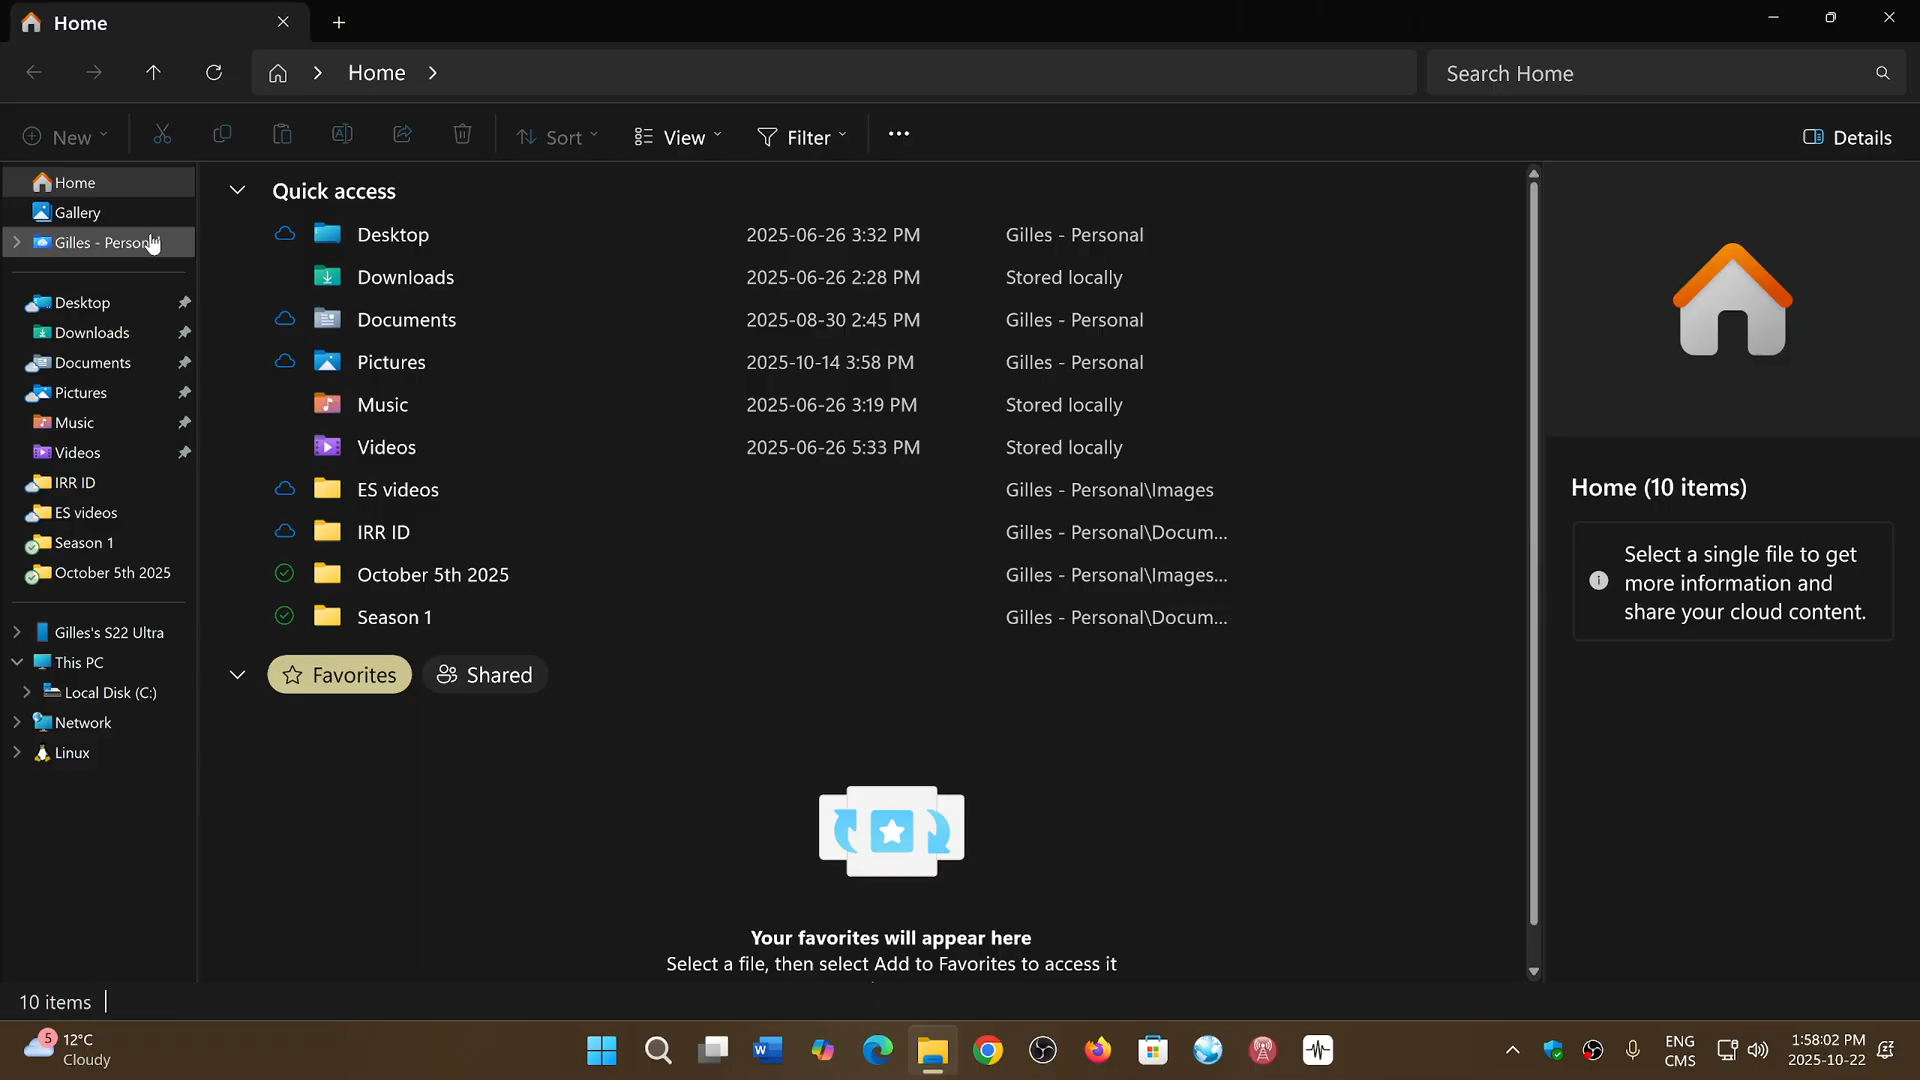 Home
Home
Search Home
New
Sort
View
Filter
Details
Home
Gallery
Gilles - Person
Desktop
Downloads
Documents
Pictures
Music
Videos
IRR ID
ES videos
Season 1
October 5th 2025
Gilles's S22 Ultra
This PC
Local Disk (C:)
Network
Linux
Quick access
Desktop 2025-06-26 3:32 PM Gilles - Personal
Downloads 2025-06-26 2:28 PM Stored locally
Documents 2025-08-30 2:45 PM Gilles - Personal
Pictures 2025-10-14 3:58 PM Gilles - Personal
Music 2025-06-26 3:19 PM Stored locally
Videos 2025-06-26 5:33 PM Stored locally
ES videos Gilles - Personal\Images
IRR ID Gilles - Personal\Docum...
October 5th 2025 Gilles - Personal\Images...
Season 1 Gilles - Personal\Docum...
Favorites Shared
Your favorites will appear here
Select a file, then select Add to Favorites to access it
Home (10 items)
Select a single file to get
more information and
share your cloud content.
10 items
5
12°C
Cloudy
W
ENG
CMS
1:58:02 PM
2025-10-22